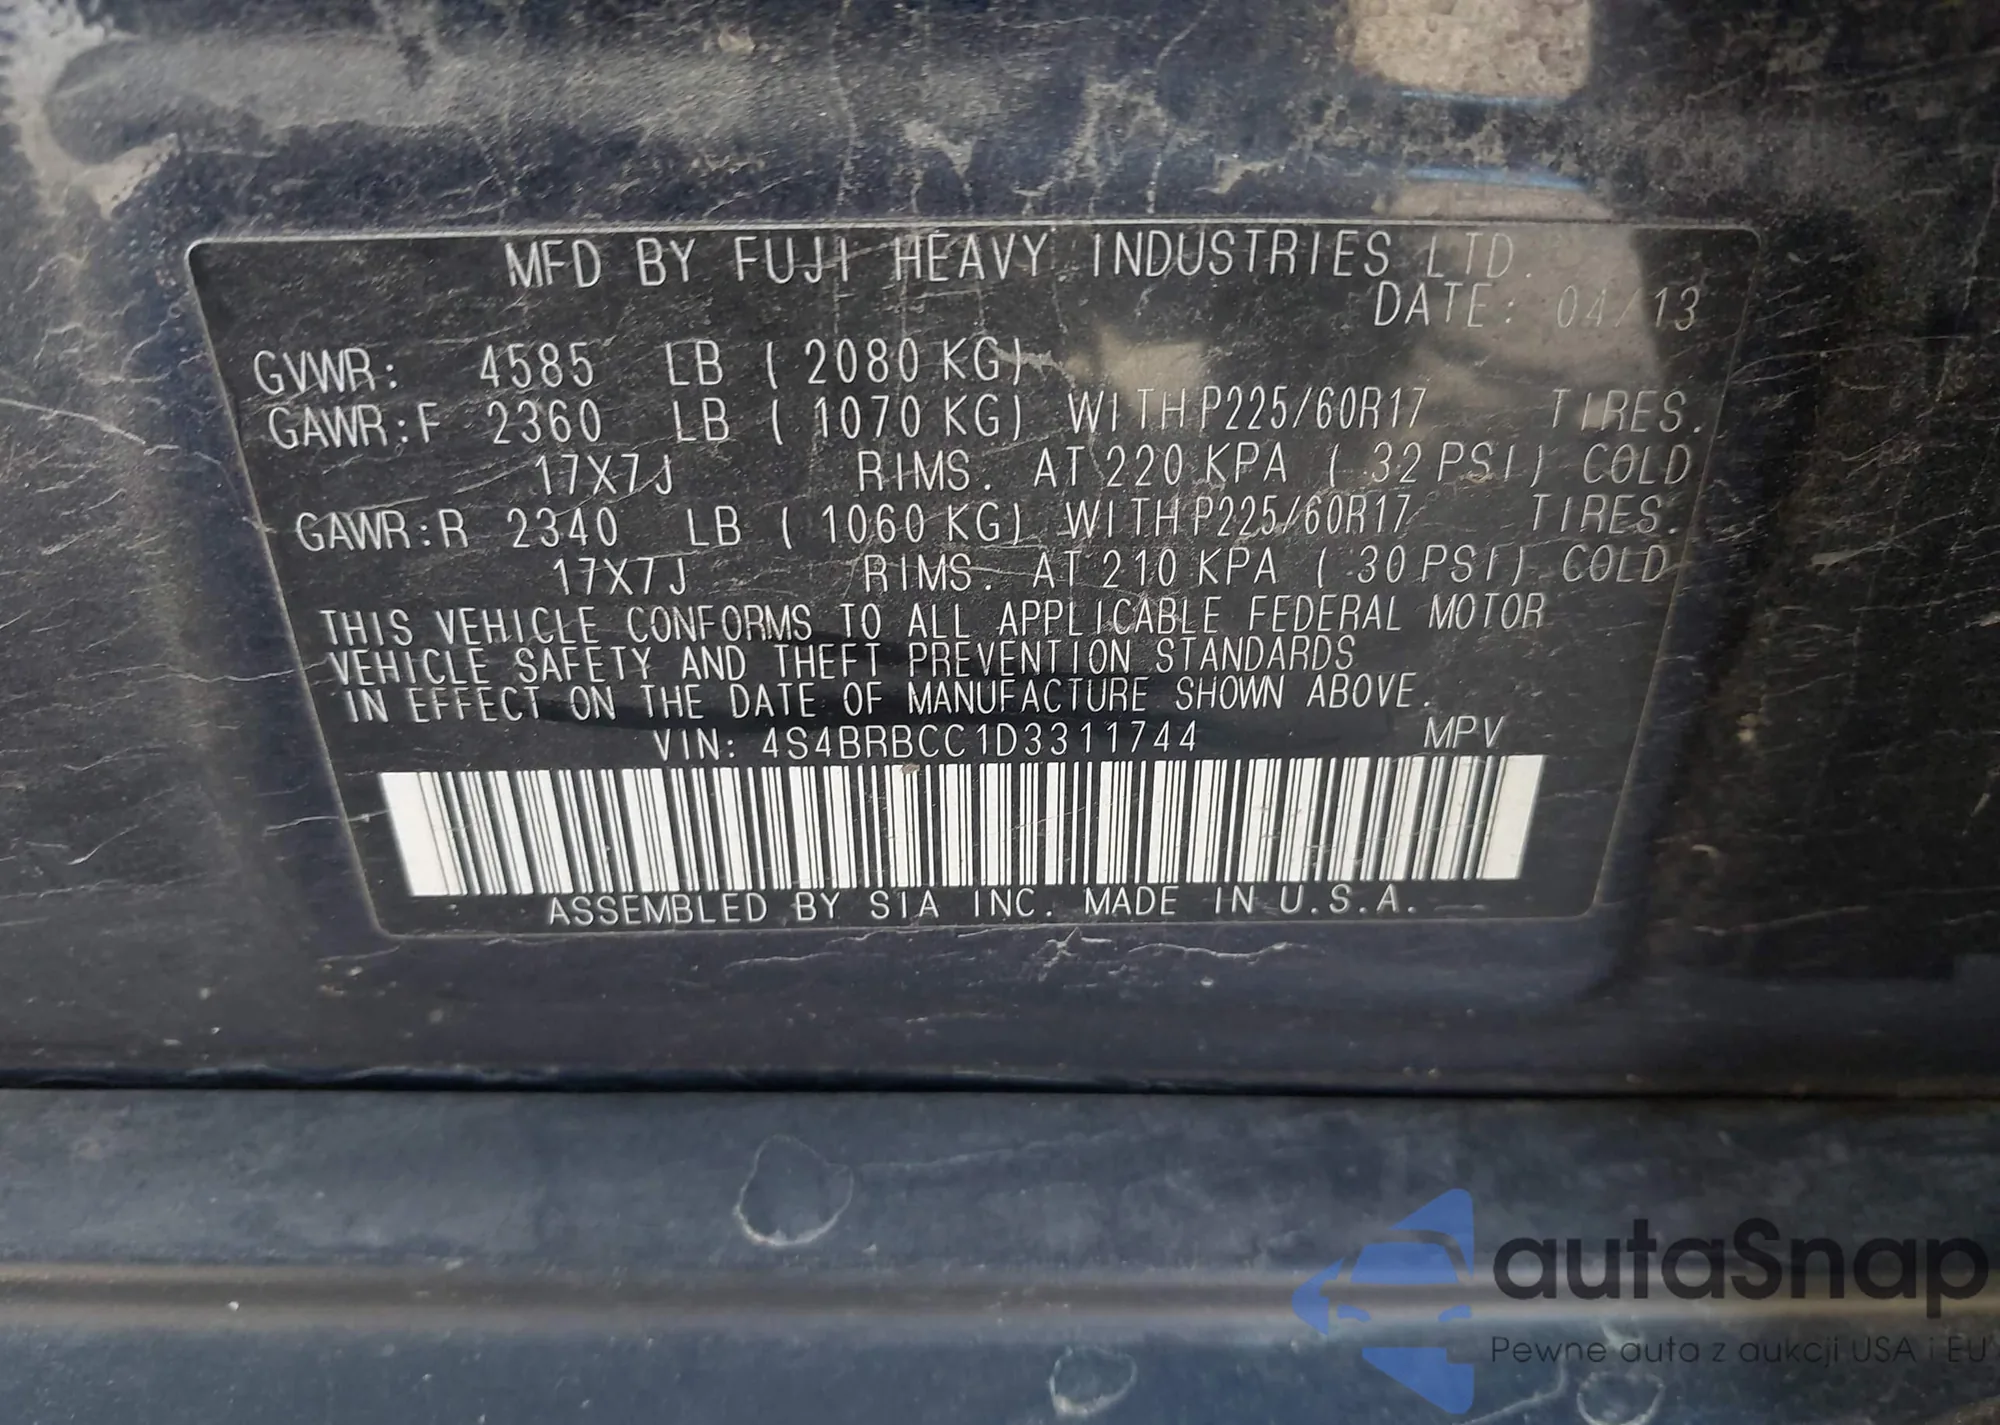 MFD BY FUJI HEAVY INDUSTRIES LTD.
DATE: 04/13
GVWR: 4585 LB ( 2080 KG)
GAWR:F 2360 LB ( 1070 KG) WITH P225/60R17 TIRES.
17X7J RIMS. AT 220 KPA ( 32 PSI) COLD
GAWR:R 2340 LB ( 1060 KG) WITH P225/60R17 TIRES.
17X7J RIMS. AT 210 KPA ( 30 PSI) COLD
THIS VEHICLE CONFORMS TO ALL APPLICABLE FEDERAL MOTOR
VEHICLE SAFETY AND THEFT PREVENTION STANDARDS
IN EFFECT ON THE DATE OF MANUFACTURE SHOWN ABOVE.
VIN: 4S4BRBCC1D3311744 MPV
ASSEMBLED BY SIA INC. MADE IN U.S.A.
autaSnap
Pewne auta z aukcji USA i EU